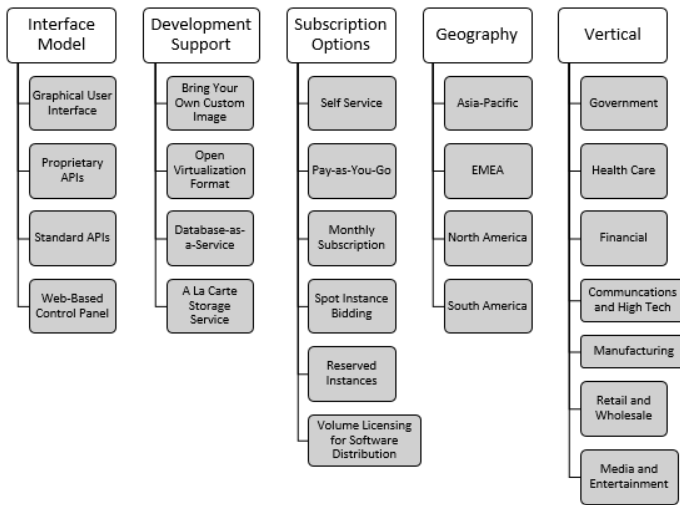 Interface
Model
Graphical User
Interface
Proprietary
APIs
Standard APIs
Web-Based
Control Panel
Development
Support
Bring Your
Own Custom
Image
Open
Virtualization
Format
Database-as-
a-Service
A La Carte
Storage
Service
Subscription
Options
Self Service
Pay-as-You-Go
Monthly
Subscription
Spot Instance
Bidding
Reserved
Instances
Volume Licensing
for Software
Distribution
Geography
Asia-Pacific
EMEA
North America
South America
Vertical
Government
Health Care
Financial
Communcations
and High Tech
Manufacturing
Retail and
Wholesale
Media and
Entertainment